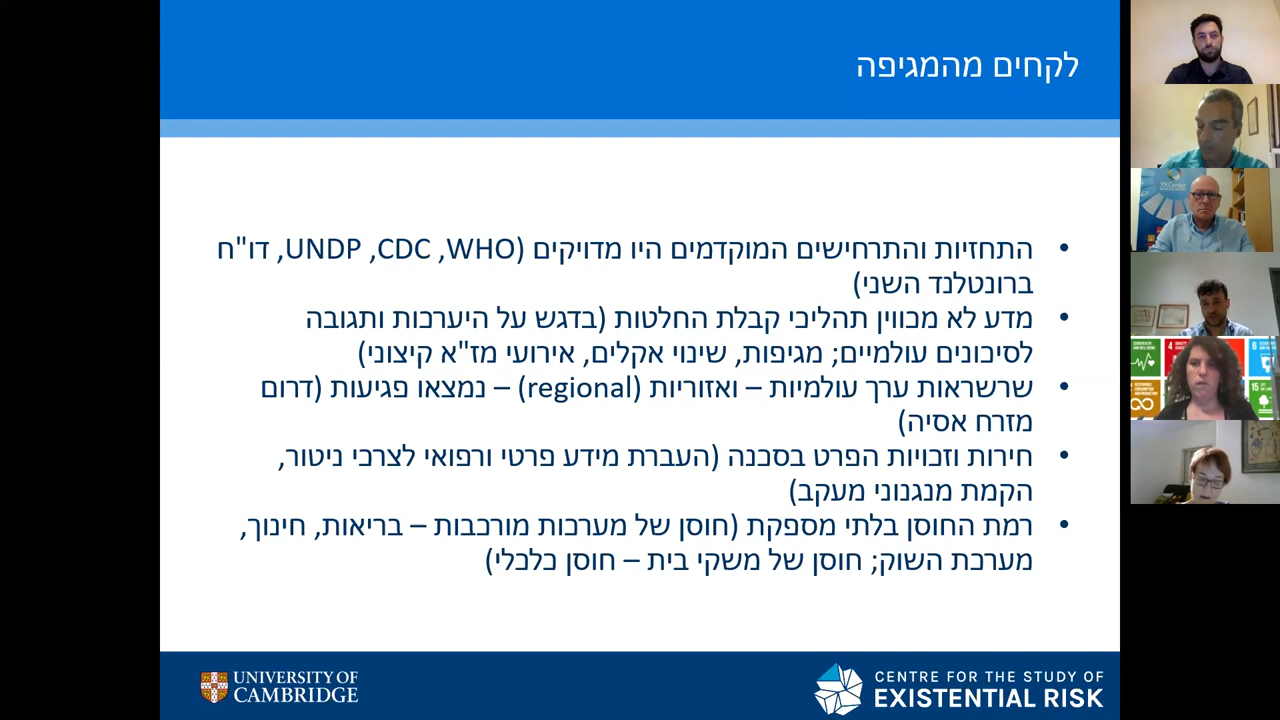 לקחים מהמגיפה
• התחזיות והתרחישים המוקדמים היו מדויקים (WHO, CDC, UNDP, דו"ח
ברונטלנד השני)
• מדע לא מכווין תהליכי קבלת החלטות (בדגש על היערכות ותגובה
לסיכונים עולמיים; מגיפות, שינוי אקלים, אירועי מז"א קיצוני)
• שרשראות ערך עולמיות – ואזוריות (regional) – נמצאו פגיעות (דרום
מזרח אסיה)
• חירות וזכויות הפרט בסכנה (העברת מידע פרטי ורפואי לצרכי ניטור,
הקמת מנגנוני מעקב)
• רמת החוסן בלתי מספקת (חוסן של מערכות מורכבות – בריאות, חינוך,
מערכת השוק; חוסן של משקי בית – חוסן כלכלי)
UNIVERSITY OF
CAMBRIDGE
CENTRE FOR THE STUDY OF
EXISTENTIAL RISK